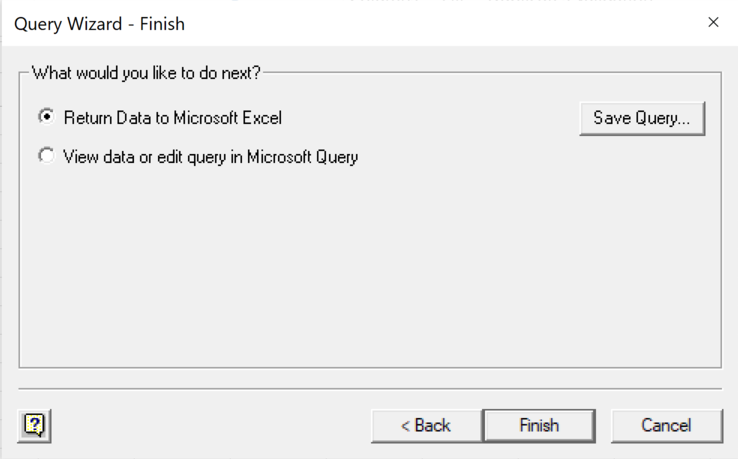 Query Wizard - Finish
What would you like to do next?
Return Data to Microsoft Excel
Save Query...
View data or edit query in Microsoft Query
?
< Back
Finish
Cancel